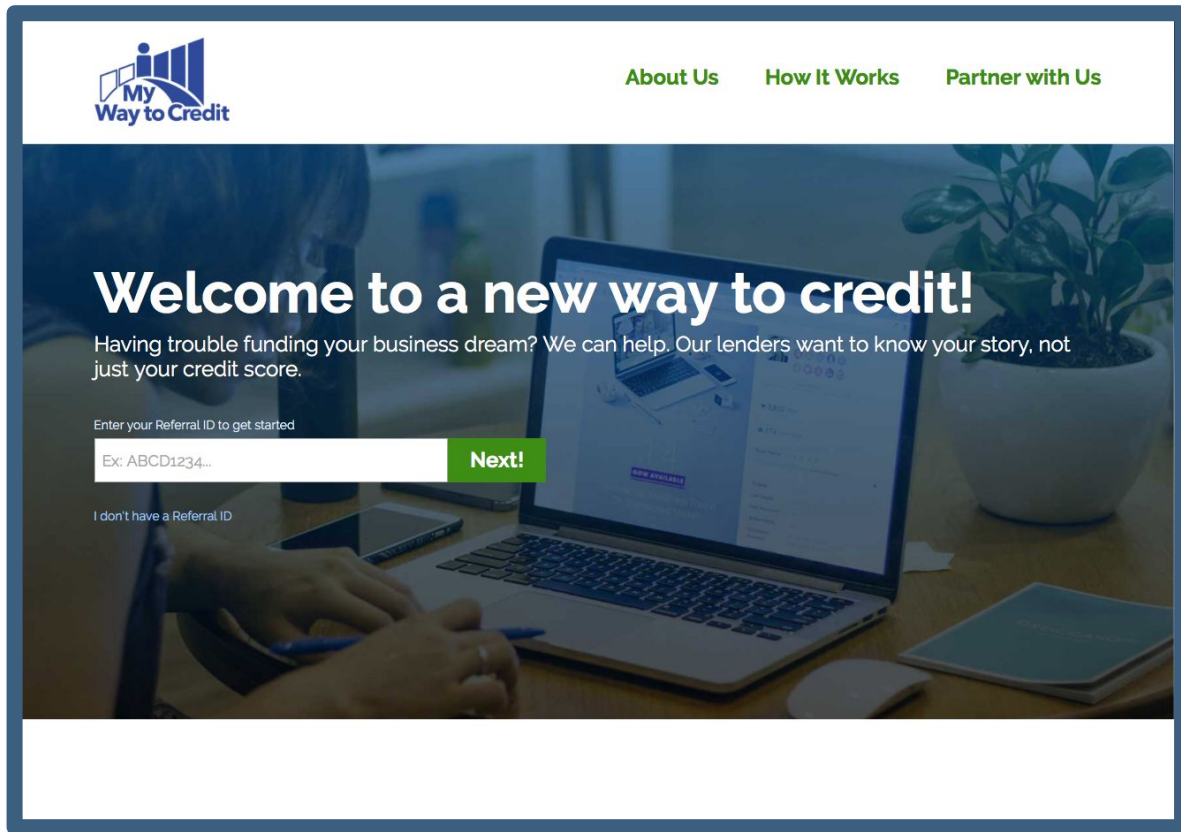 My
Way to Credit
About Us
How It Works
Partner with Us
Welcome to a new way to credit!
Having trouble funding your business dream? We can help. Our lenders want to know your story, not
just your credit score.
Enter your Referral ID to get started
Ex: ABCD1234...
Next!
I don't have a Referral ID
NOW AVAILABLE